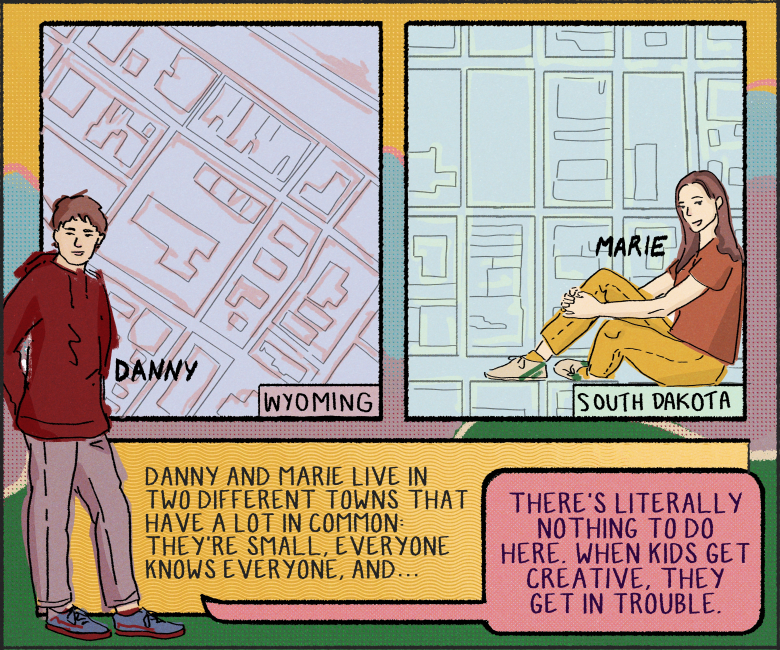 MARIE
DANNY
WYOMING
SOUTH DAKOTA
DANNY AND MARIE LIVE IN
TWO DIFFERENT TOWNS THAT
HAVE A LOT IN COMMON:
THEY'RE SMALL, EVERYONE
KNOWS EVERYONE, AND...
THERE'S LITERALLY
NOTHING TO DO
HERE. WHEN KIDS GET
CREATIVE, THEY
GET IN TROUBLE.